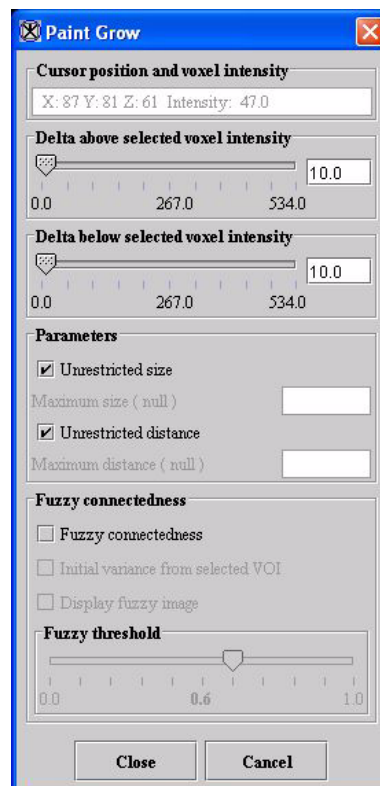 Paint Grow
Cursor position and voxel intensity
X: 87 Y: 81 Z: 61 Intensity: 47.0
Delta above selected voxel intensity
10.0
0.0 267.0 534.0
Delta below selected voxel intensity
10.0
0.0 267.0 534.0
Parameters
Unrestricted size
Maximum size ( null )
Unrestricted distance
Maximum distance ( null )
Fuzzy connectedness
Fuzzy connectedness
Initial variance from selected VOI
Display fuzzy image
Fuzzy threshold
0.0 0.6 1.0
Close Cancel